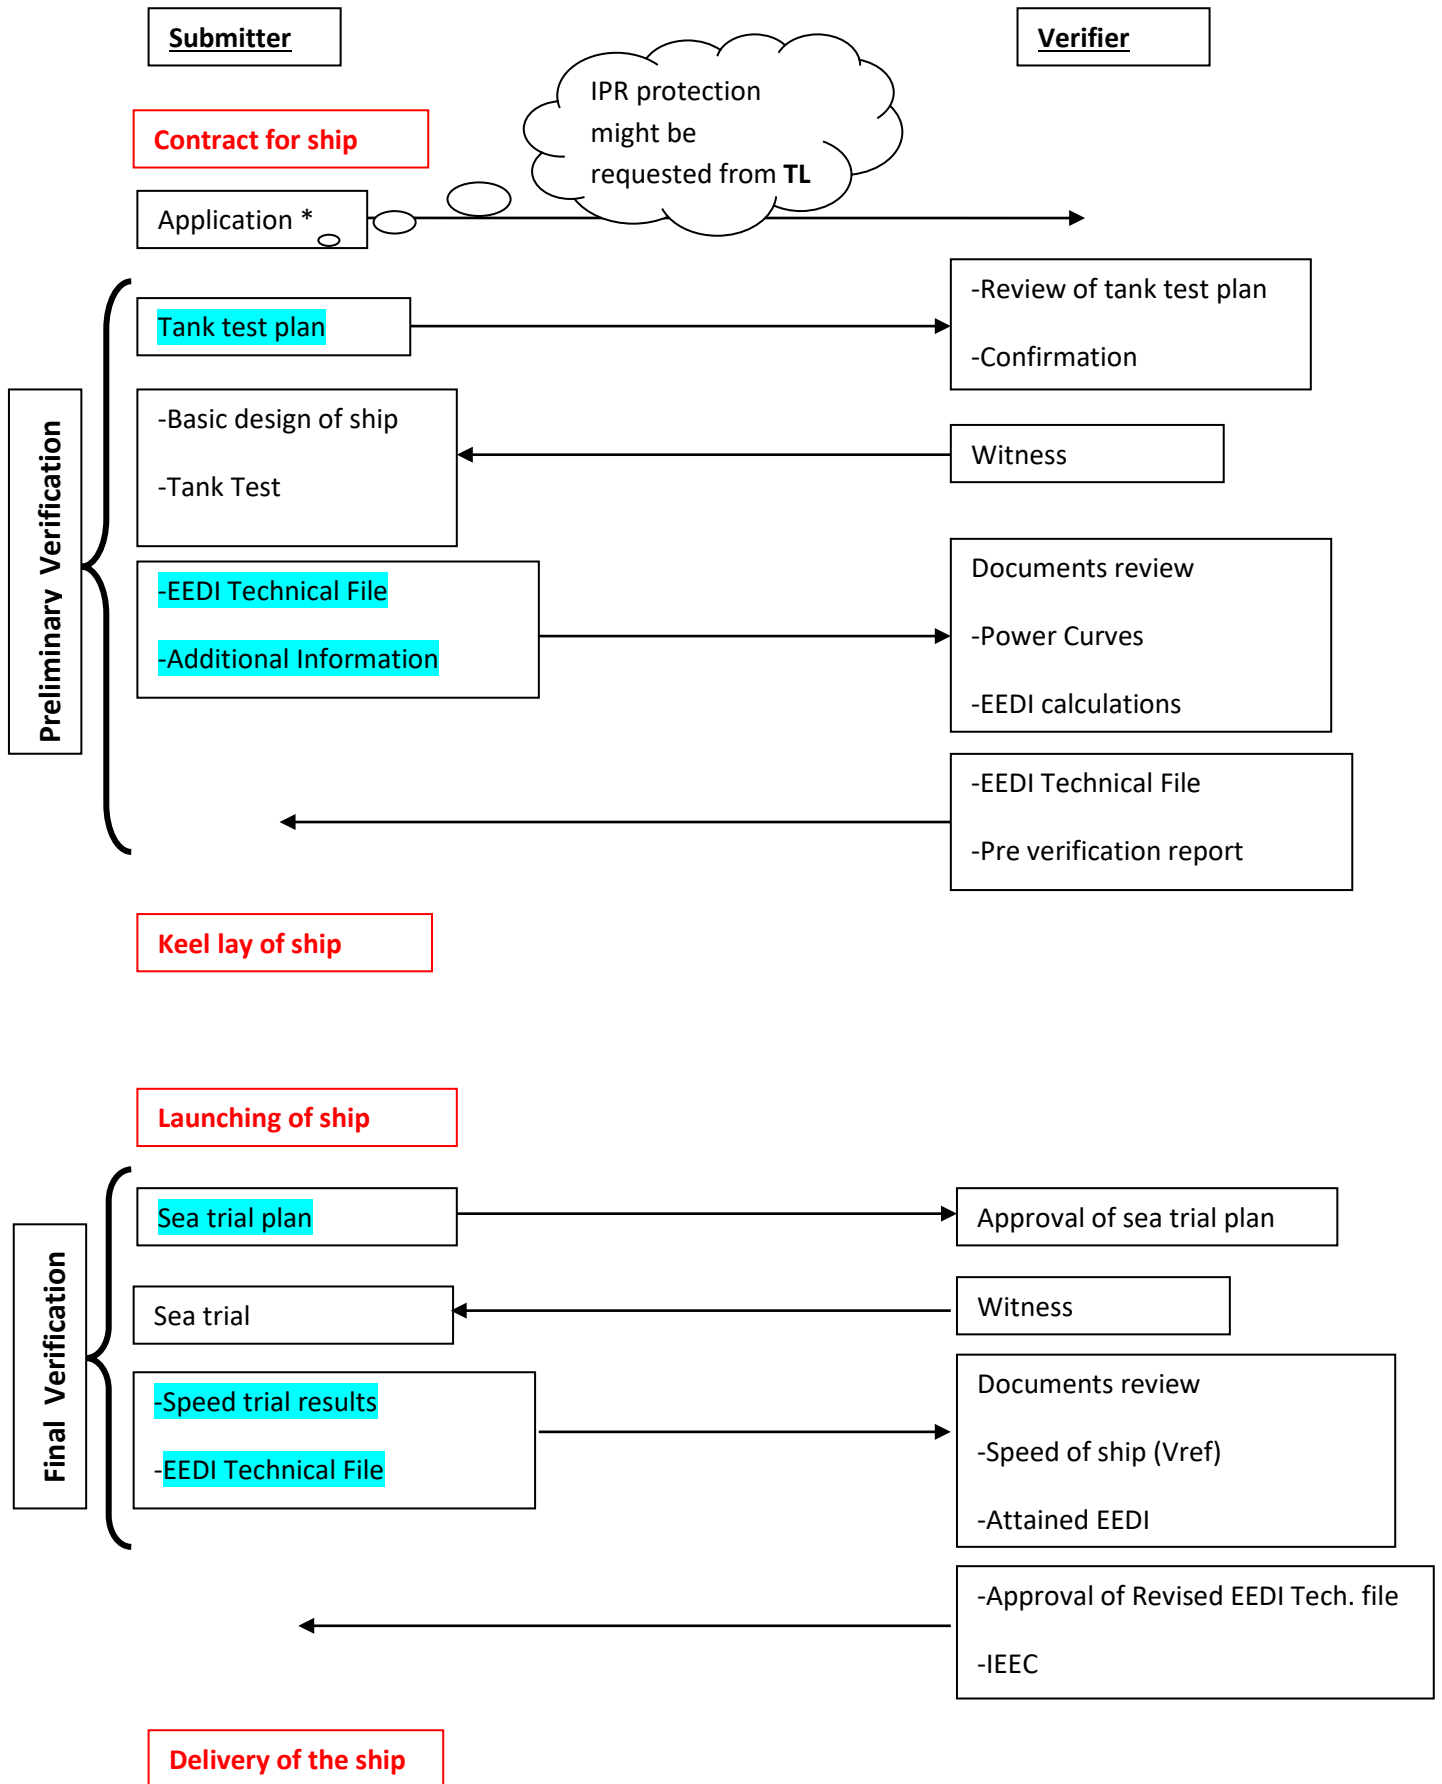 Submitter
Verifier
IPR protection
might be
requested from TL
Contract for ship
Application *
Preliminary Verification
Tank test plan
-Review of tank test plan
-Confirmation
-Basic design of ship
-Tank Test
Witness
-EEDI Technical File
-Additional Information
Documents review
-Power Curves
-EEDI calculations
-EEDI Technical File
-Pre verification report
Keel lay of ship
Launching of ship
Final Verification
Sea trial plan
Approval of sea trial plan
Sea trial
Witness
-Speed trial results
-EEDI Technical File
Documents review
-Speed of ship (Vref)
-Attained EEDI
-Approval of Revised EEDI Tech. file
-IEEC
Delivery of the ship